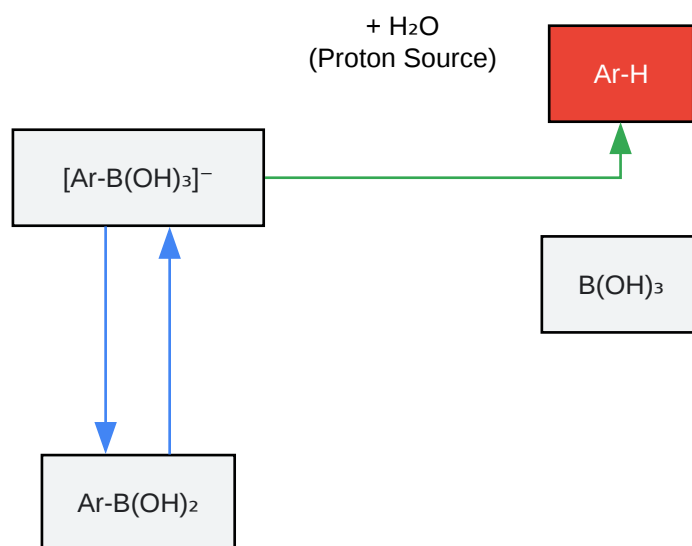 + H₂O
(Proton Source)
Ar-H
[Ar-B(OH)₃]⁻
B(OH)₃
Ar-B(OH)₂